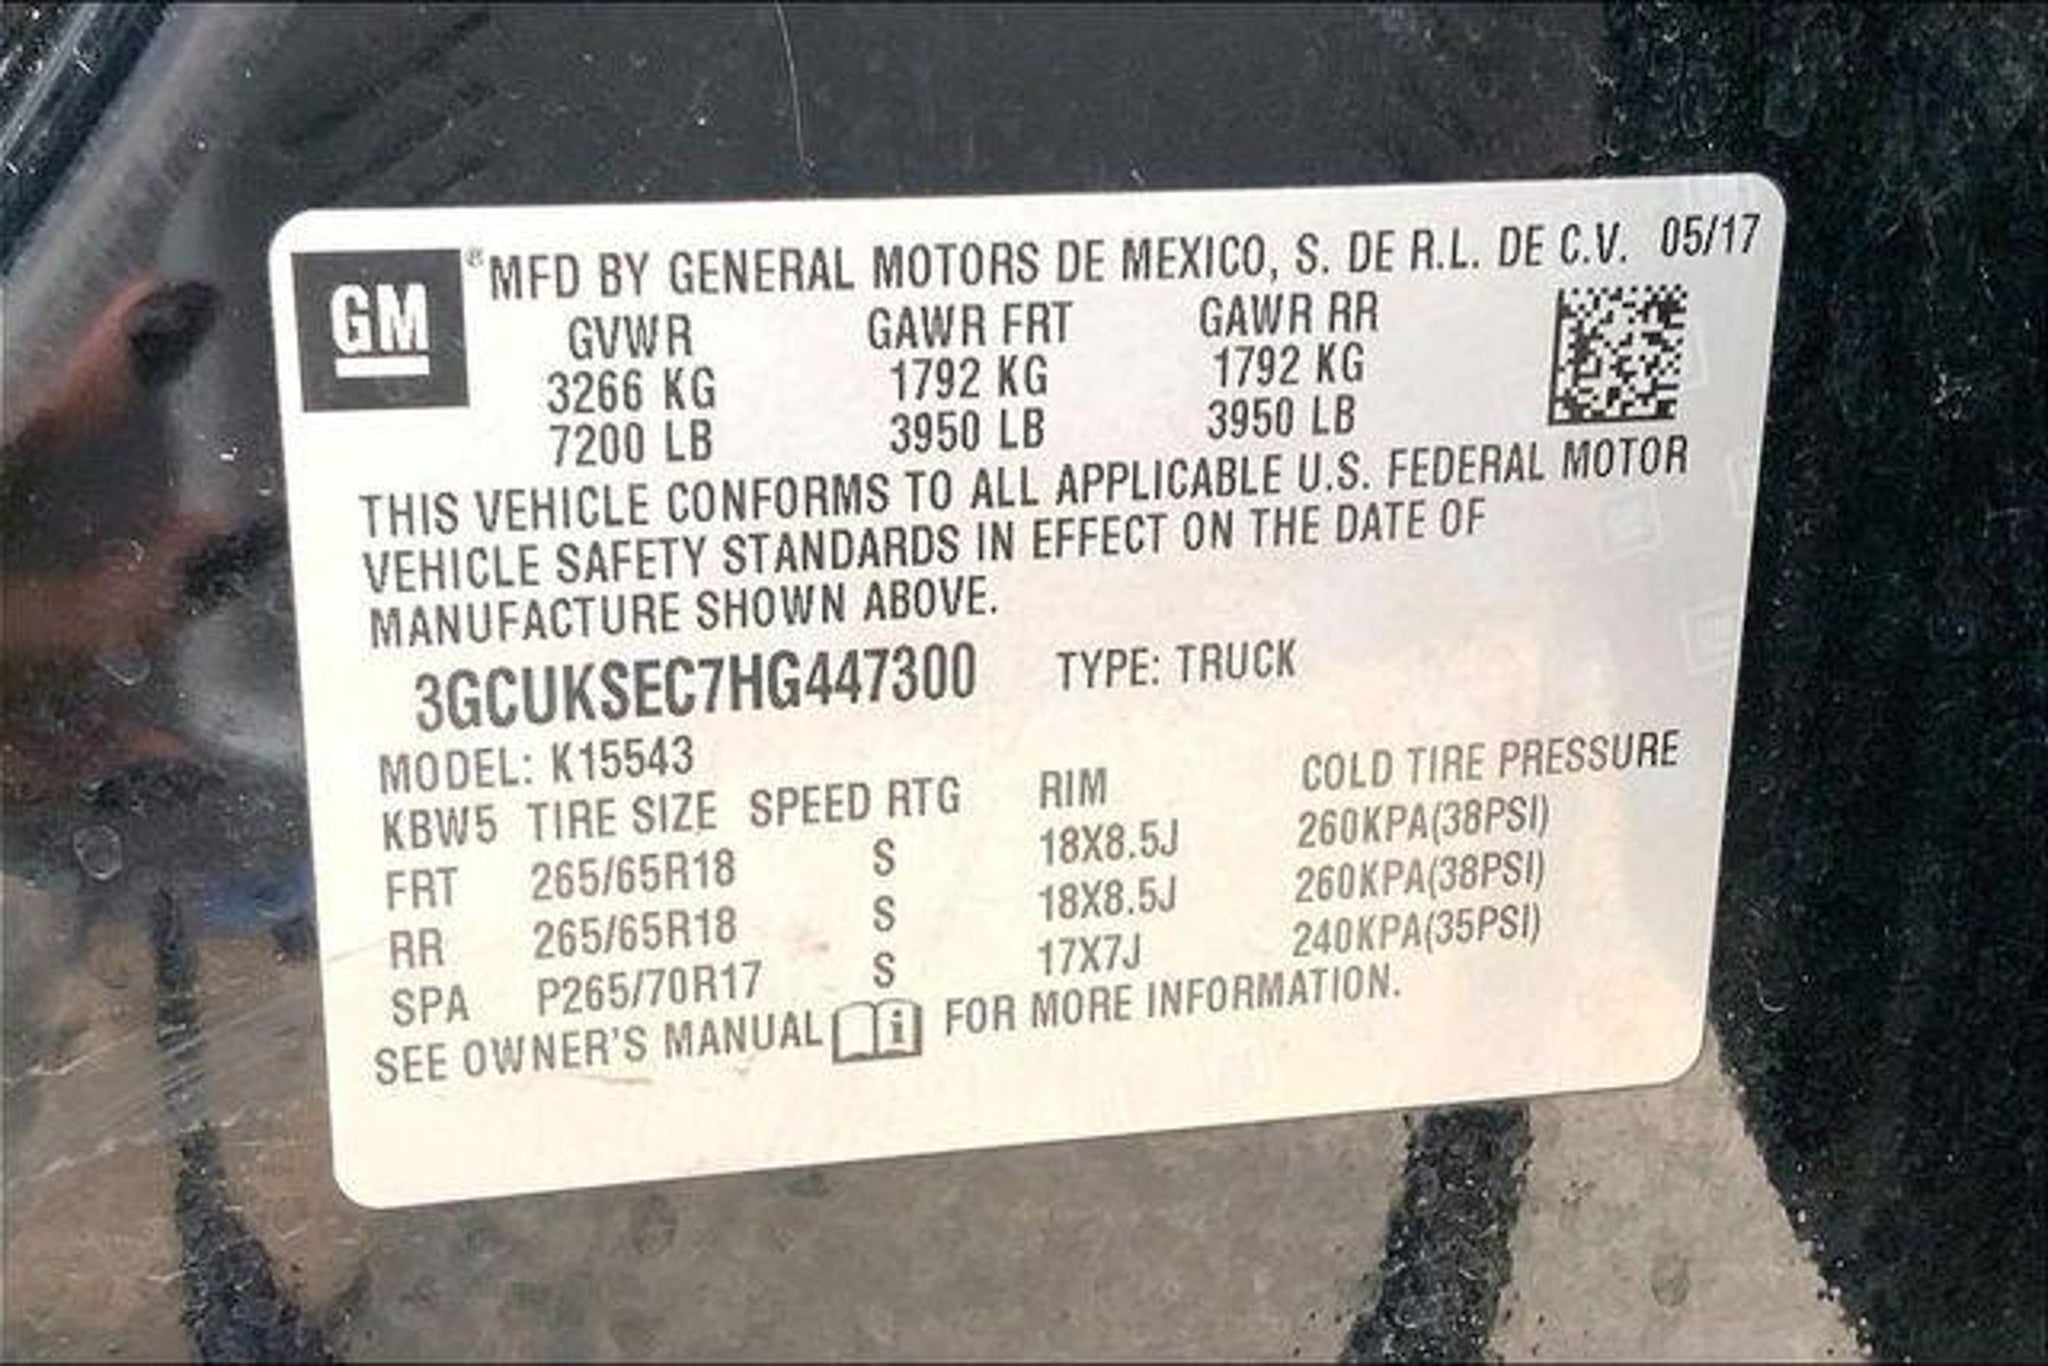 GM
® MFD BY GENERAL MOTORS DE MEXICO, S. DE R.L. DE C.V. 05/17
GVWR GAWR FRT GAWR RR
3266 KG 1792 KG 1792 KG
7200 LB 3950 LB 3950 LB
THIS VEHICLE CONFORMS TO ALL APPLICABLE U.S. FEDERAL MOTOR
VEHICLE SAFETY STANDARDS IN EFFECT ON THE DATE OF
MANUFACTURE SHOWN ABOVE.
3GCUKSEC7HG447300 TYPE: TRUCK
MODEL: K15543
KBW5 TIRE SIZE SPEED RTG RIM COLD TIRE PRESSURE
FRT 265/65R18 S 18X8.5J 260KPA(38PSI)
RR 265/65R18 S 18X8.5J 260KPA(38PSI)
SPA P265/70R17 S 17X7J 240KPA(35PSI)
SEE OWNER'S MANUAL i FOR MORE INFORMATION.